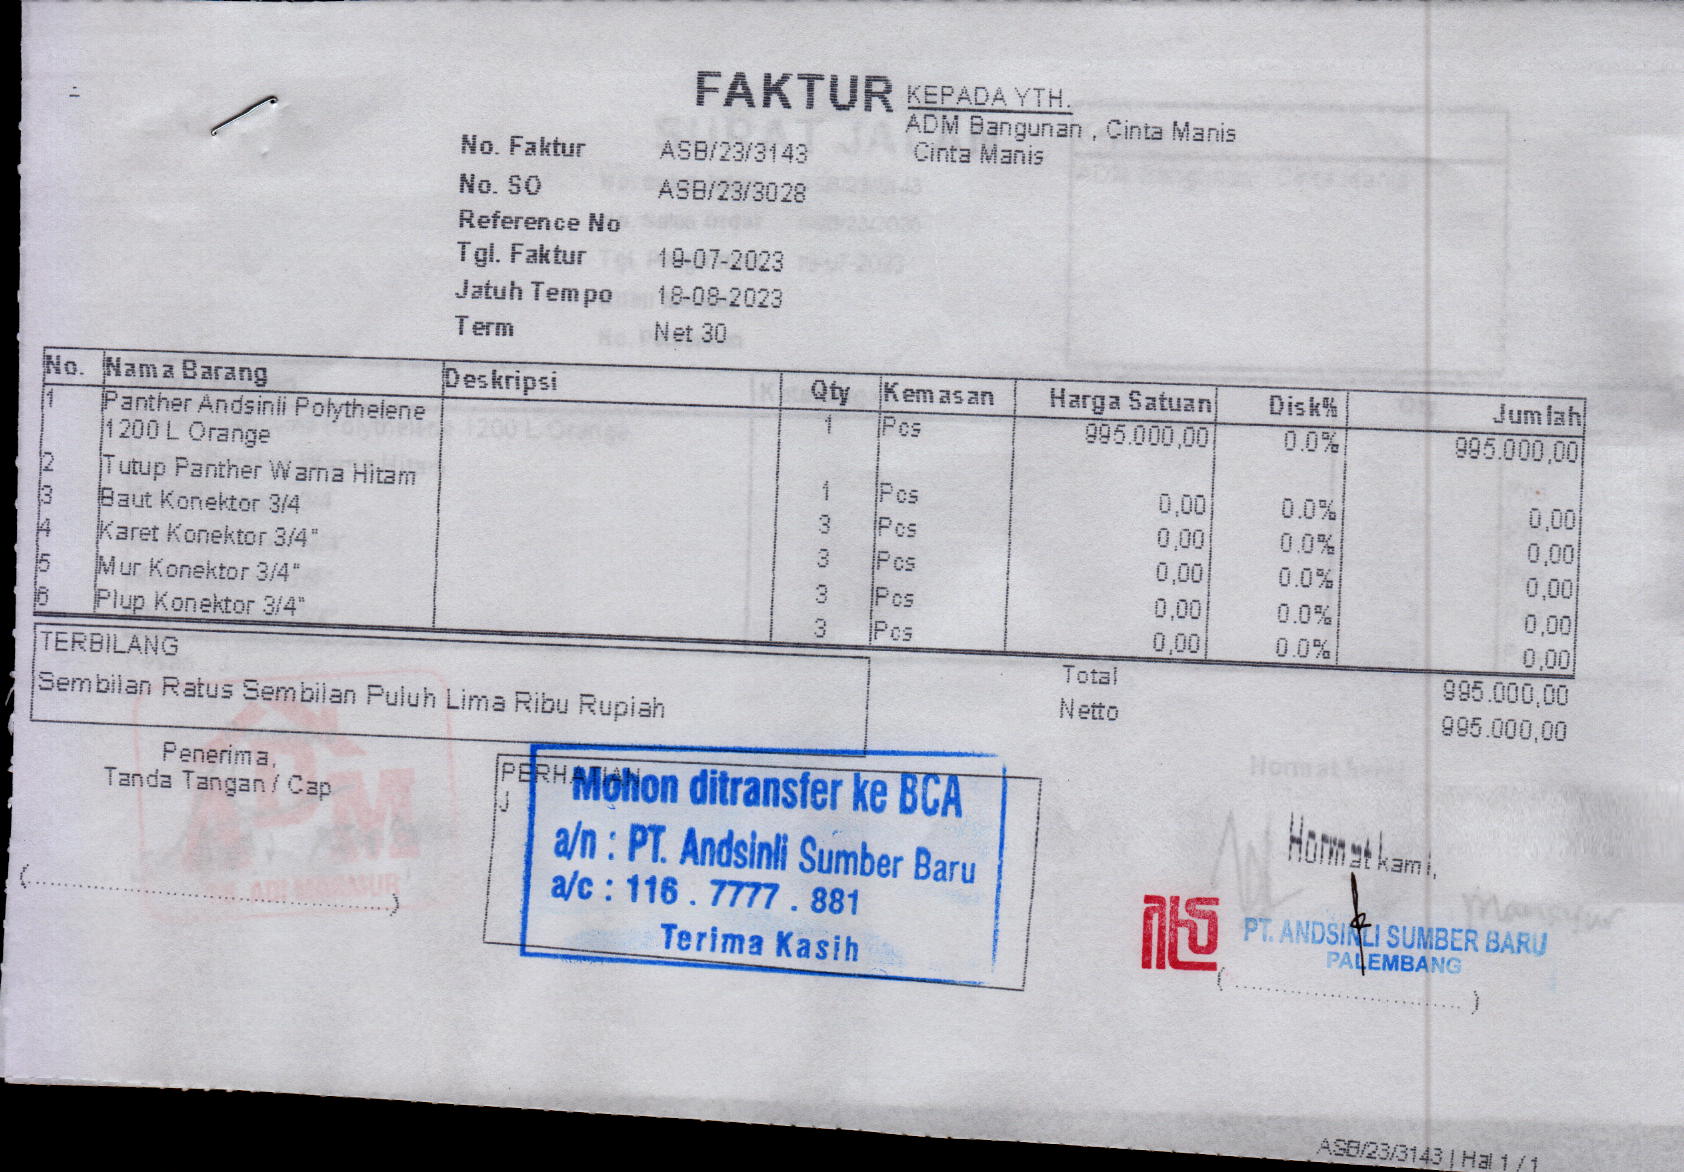 FAKTUR
KEPADA YTH.
ADM Bangunan , Cinta Manis
Cinta Manis
No. Faktur ASB/23/3143
No. SO ASB/23/3028
Reference No
Tgl. Faktur 19-07-2023
Jatuh Tempo 18-08-2023
Term Net 30
No. Nama Barang Deskripsi Qty Kemasan Harga Satuan Disk% Jumlah
1 Panther Andsinli Polythelene 1 Pcs 995.000,00 0.0% 995.000,00
1200 L Orange
2 Tutup Panther Warna Hitam 1 Pcs 0,00 0.0% 0,00
3 Baut Konektor 3/4 3 Pcs 0,00 0.0% 0,00
4 Karet Konektor 3/4" 3 Pcs 0,00 0.0% 0,00
5 Mur Konektor 3/4" 3 Pcs 0,00 0.0% 0,00
6 Plup Konektor 3/4" 3 Pcs 0,00 0.0% 0,00
TERBILANG
Sembilan Ratus Sembilan Puluh Lima Ribu Rupiah
Total 995.000,00
Netto 995.000,00
Penerima,
Tanda Tangan / Cap
(..............................)
PERHATIAN
J
Mohon ditransfer ke BCA
a/n : PT. Andsinli Sumber Baru
a/c : 116 . 7777 . 881
Terima Kasih
Hormat kami,
PT. ANDSINLI SUMBER BARU
PALEMBANG
(..............................)
ASB/23/3143 | Hal 1 / 1